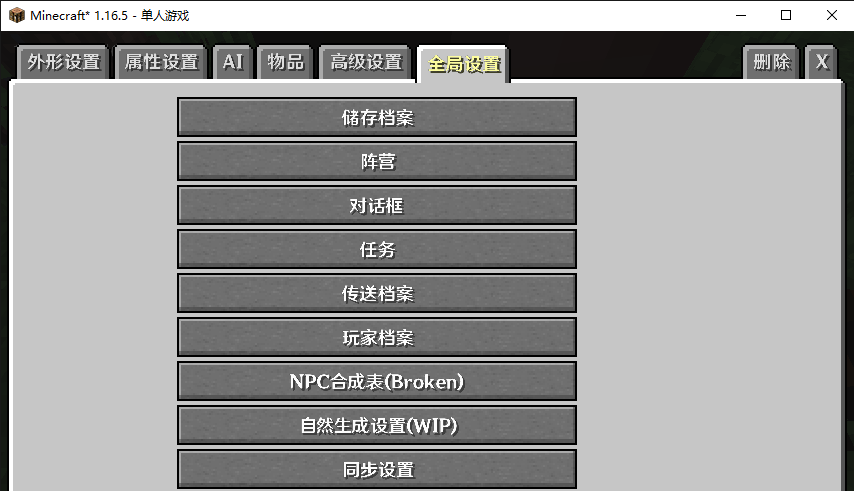 Minecraft* 1.16.5 - 单人游戏
外形设置 属性设置 AI 物品 高级设置 全局设置 删除 X
储存档案
阵营
对话框
任务
传送档案
玩家档案
NPC合成表(Broken)
自然生成设置(WIP)
同步设置